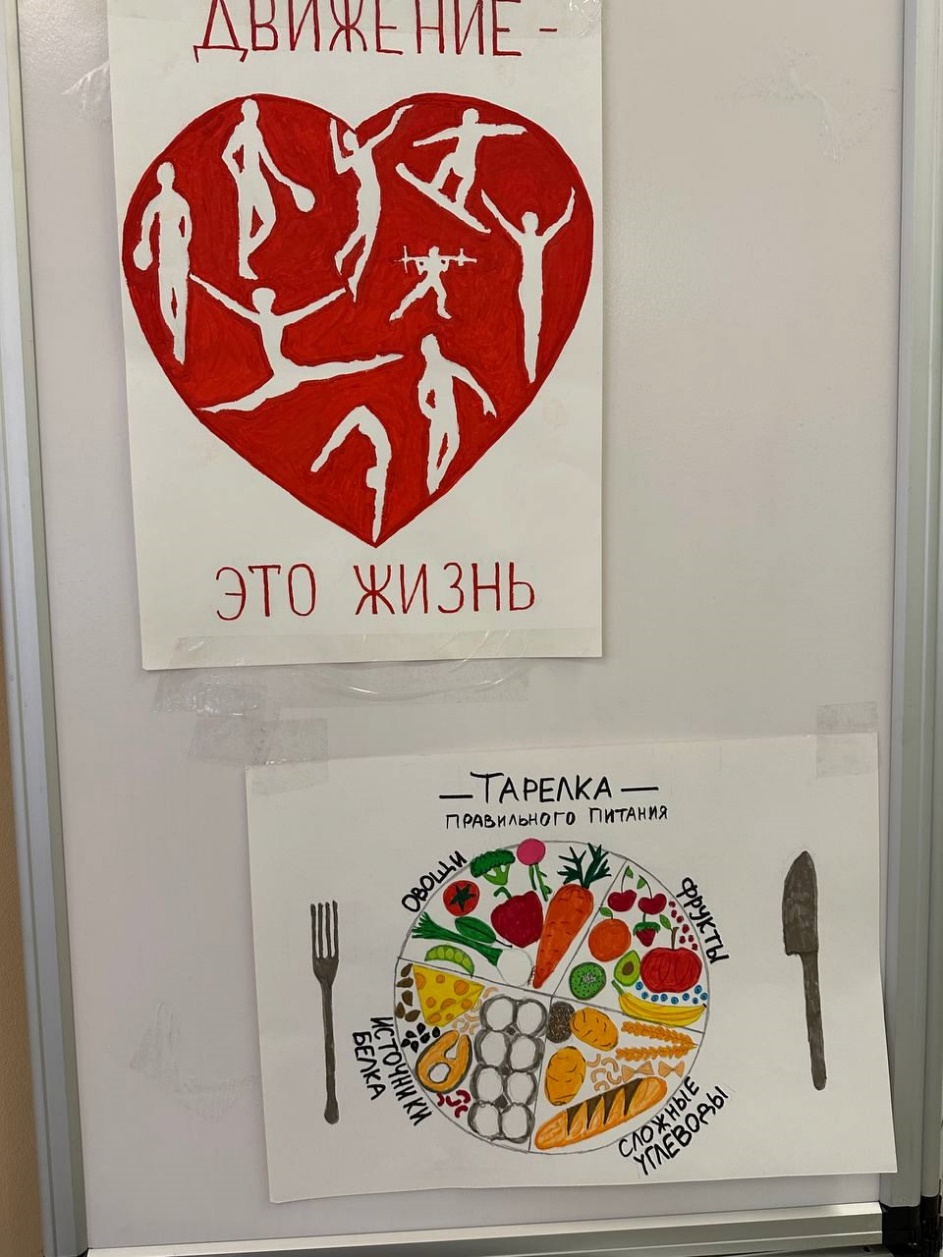 ДВИЖЕНИЕ -
ЭТО ЖИЗНЬ
— ТАРЕЛКА —
ПРАВИЛЬНОГО ПИТАНИЯ
ОВОЩИ
ФРУКТЫ
ИСТОЧНИКИ
БЕЛКА
СЛОЖНЫЕ
УГЛЕВОДЫ